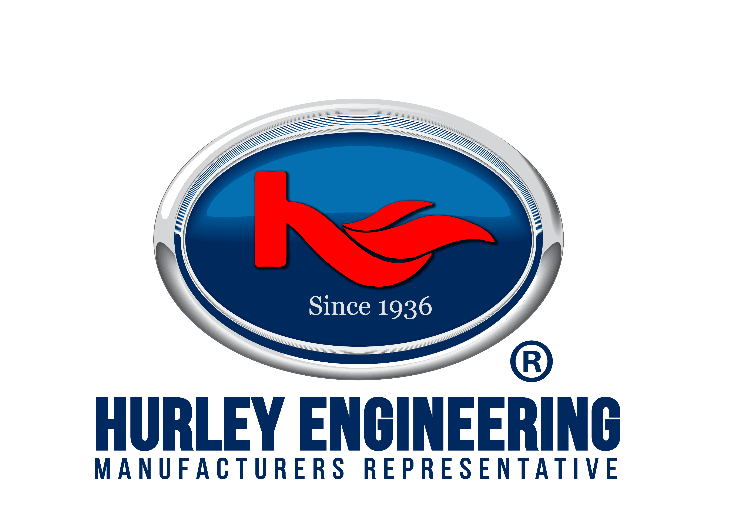 Since 1936
®
HURLEY ENGINEERING
MANUFACTURERS REPRESENTATIVE